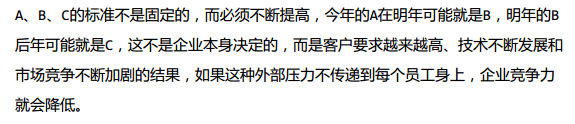 A、B、C的标准不是固定的，而必须不断提高，今年的A在明年可能就是B，明年的B
后年可能就是C，这不是企业本身决定的，而是客户要求越来越高、技术不断发展和
市场竞争不断加剧的结果，如果这种外部压力不传递到每个员工身上，企业竞争力
就会降低。